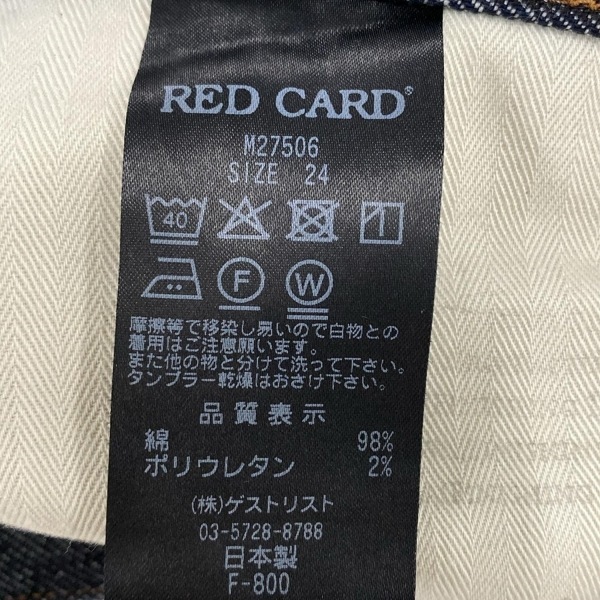 RED CARD®
M27506
SIZE 24
40
F W
摩擦等で移染し易いので白物との
着用はご注意願います。
また他の物と分けて洗って下さい。
タンブラー乾燥はおさけ下さい。
品質表示
綿 98%
ポリウレタン 2%
(株)ゲストリスト
03-5728-8788
日本製
F-800